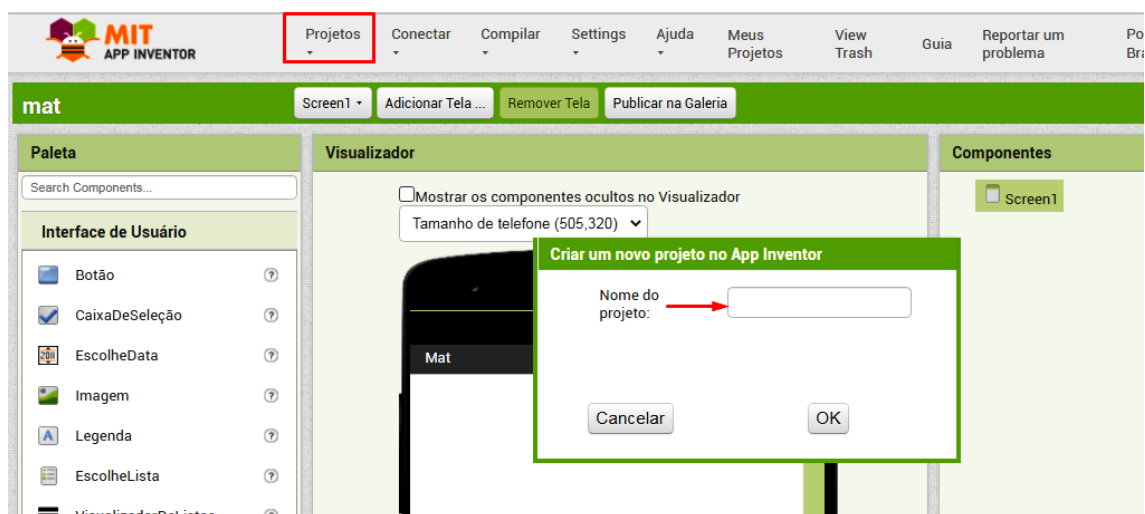 MIT
APP INVENTOR
Projetos
Conectar
Compilar
Settings
Ajuda
Meus
Projetos
View
Trash
Guia
Reportar um
problema
mat
Screen1
Adicionar Tela ...
Remover Tela
Publicar na Galeria
Paleta
Search Components...
Interface de Usuário
Botão
?
CaixaDeSeleção
?
EscolheData
?
Imagem
?
A Legenda
?
EscolheLista
?
Visualizador
Mostrar os componentes ocultos no Visualizador
Tamanho de telefone (505,320)
Mat
Criar um novo projeto no App Inventor
Nome do
projeto:
Cancelar
OK
Componentes
Screen1